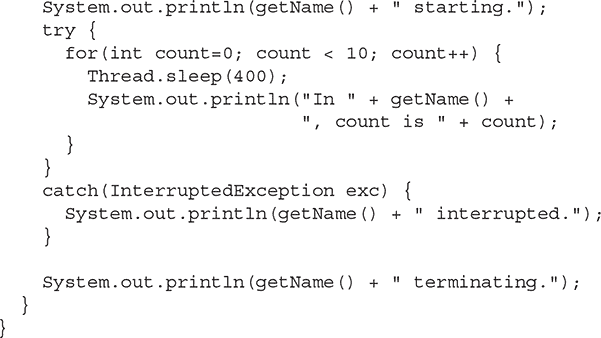 System.out.println(getName() + " starting.");
try {
for(int count=0; count < 10; count++) {
Thread.sleep(400);
System.out.println("In " + getName() +
", count is " + count);
}
}
catch(InterruptedException exc) {
System.out.println(getName() + " interrupted.");
}
System.out.println(getName() + " terminating.");
}
}